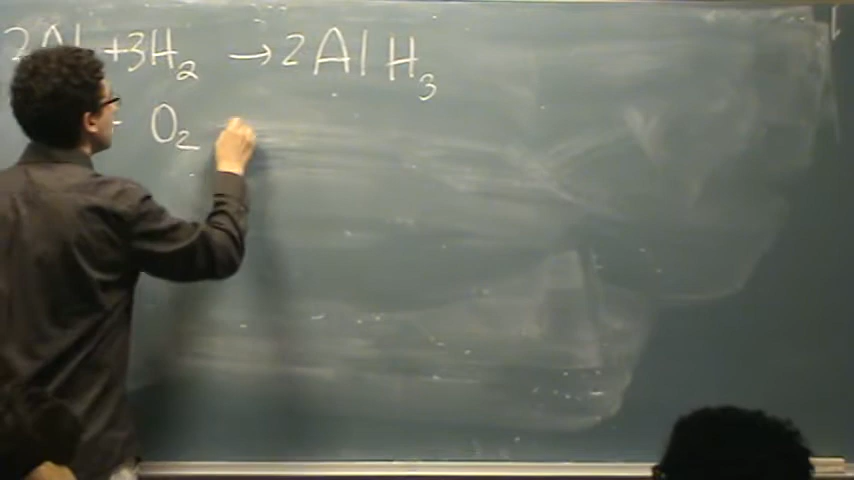 2Al+3H₂ → 2AlH₃
+ O₂